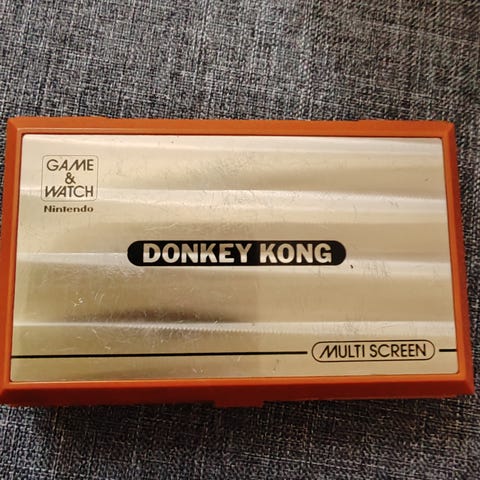 GAME
&
WATCH
Nintendo
DONKEY KONG
MULTI SCREEN